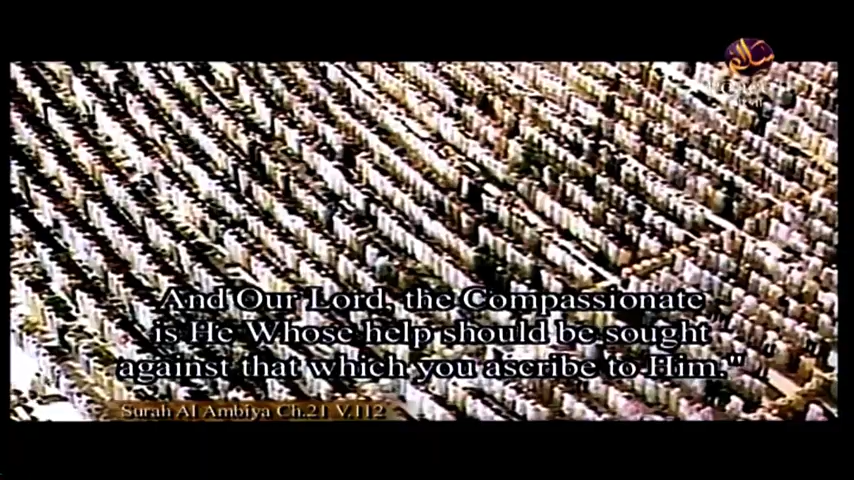 And Our Lord, the Compassionate
is He Whose help should be sought
against that which you ascribe to Him."
Surah Al Ambiya Ch.21 V.112